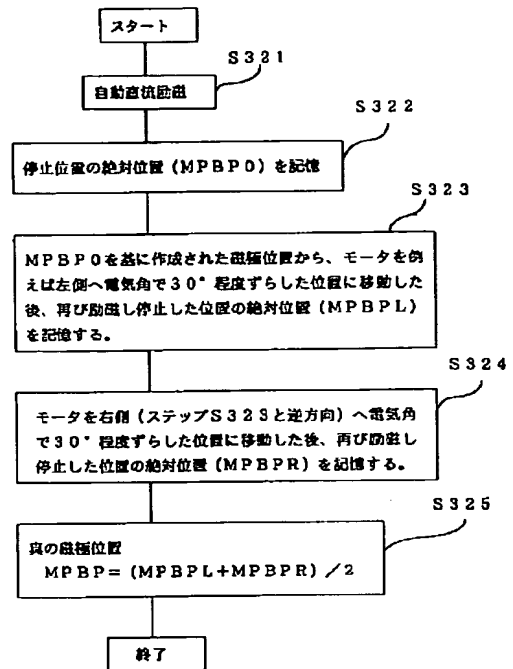 スタート
S321
自動直流励磁
S322
停止位置の絶対位置（MPBP0）を記憶
S323
MPBP0を基に作成された磁極位置から、モータを例
えば左側へ電気角で30°程度ずらした位置に移動した
後、再び励磁し停止した位置の絶対位置（MPBPL）
を記憶する。
S324
モータを右側（ステップS323と逆方向）へ電気角
で30°程度ずらした位置に移動した後、再び励磁し
停止した位置の絶対位置（MPBPR）を記憶する。
S325
真の磁極位置
MPBP＝（MPBPL+MPBPR）／2
終了